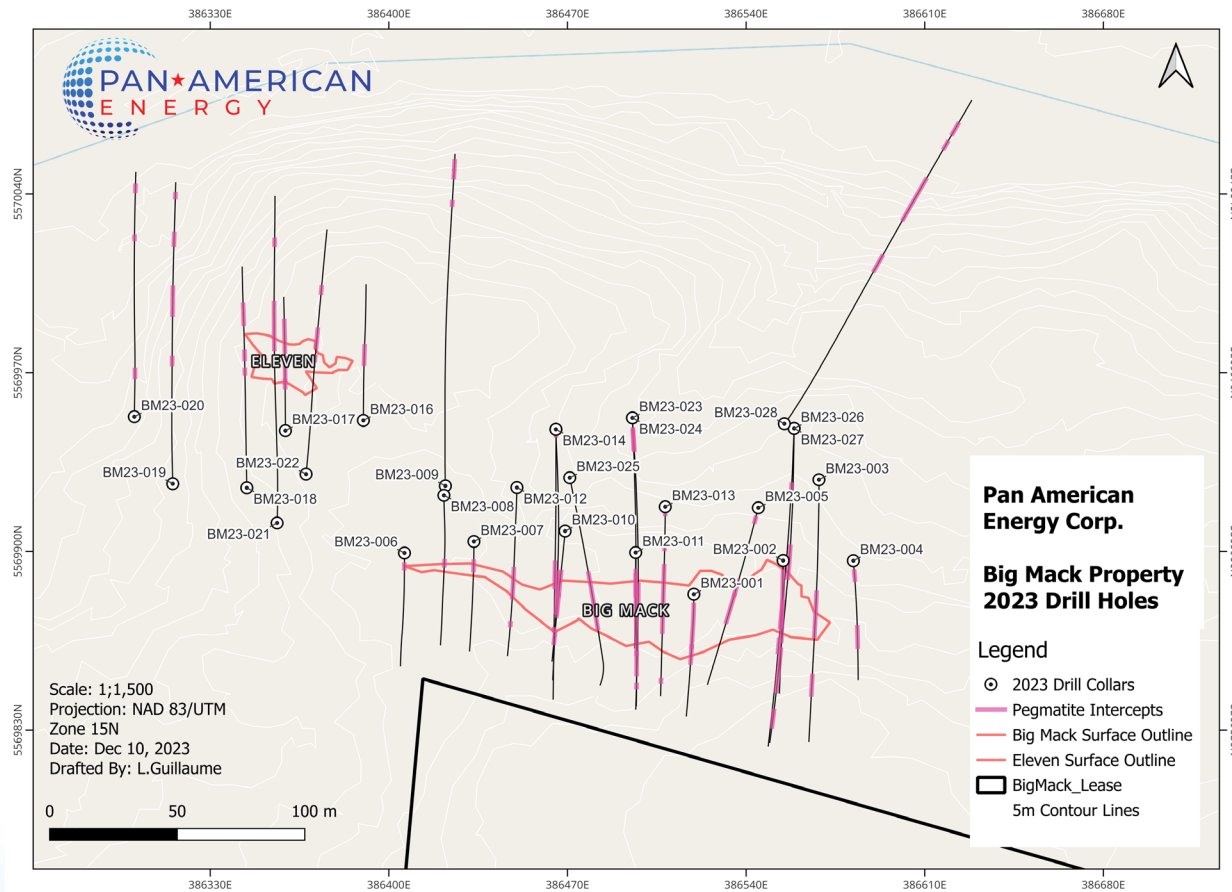 386330E 386400E 386470E 386540E 386610E 386680E
PAN★AMERICAN
ENERGY
5570040N
5569970N
5569900N
5569830N
ELEVEN
BM23-020
BM23-017
BM23-016
BM23-023
BM23-028
BM23-026
BM23-024
BM23-014
BM23-027
BM23-022
BM23-019
BM23-009
BM23-025
BM23-003
BM23-018
BM23-008
BM23-012
BM23-013
BM23-005
BM23-021
BM23-007
BM23-010
BM23-006
BM23-011
BM23-002
BM23-004
BM23-001
BIG MACK
Pan American
Energy Corp.
Big Mack Property
2023 Drill Holes
Legend
2023 Drill Collars
Pegmatite Intercepts
Big Mack Surface Outline
Eleven Surface Outline
BigMack_Lease
5m Contour Lines
Scale: 1;1,500
Projection: NAD 83/UTM
Zone 15N
Date: Dec 10, 2023
Drafted By: L.Guillaume
0 50 100 m
386330E 386400E 386470E 386540E 386610E 386680E